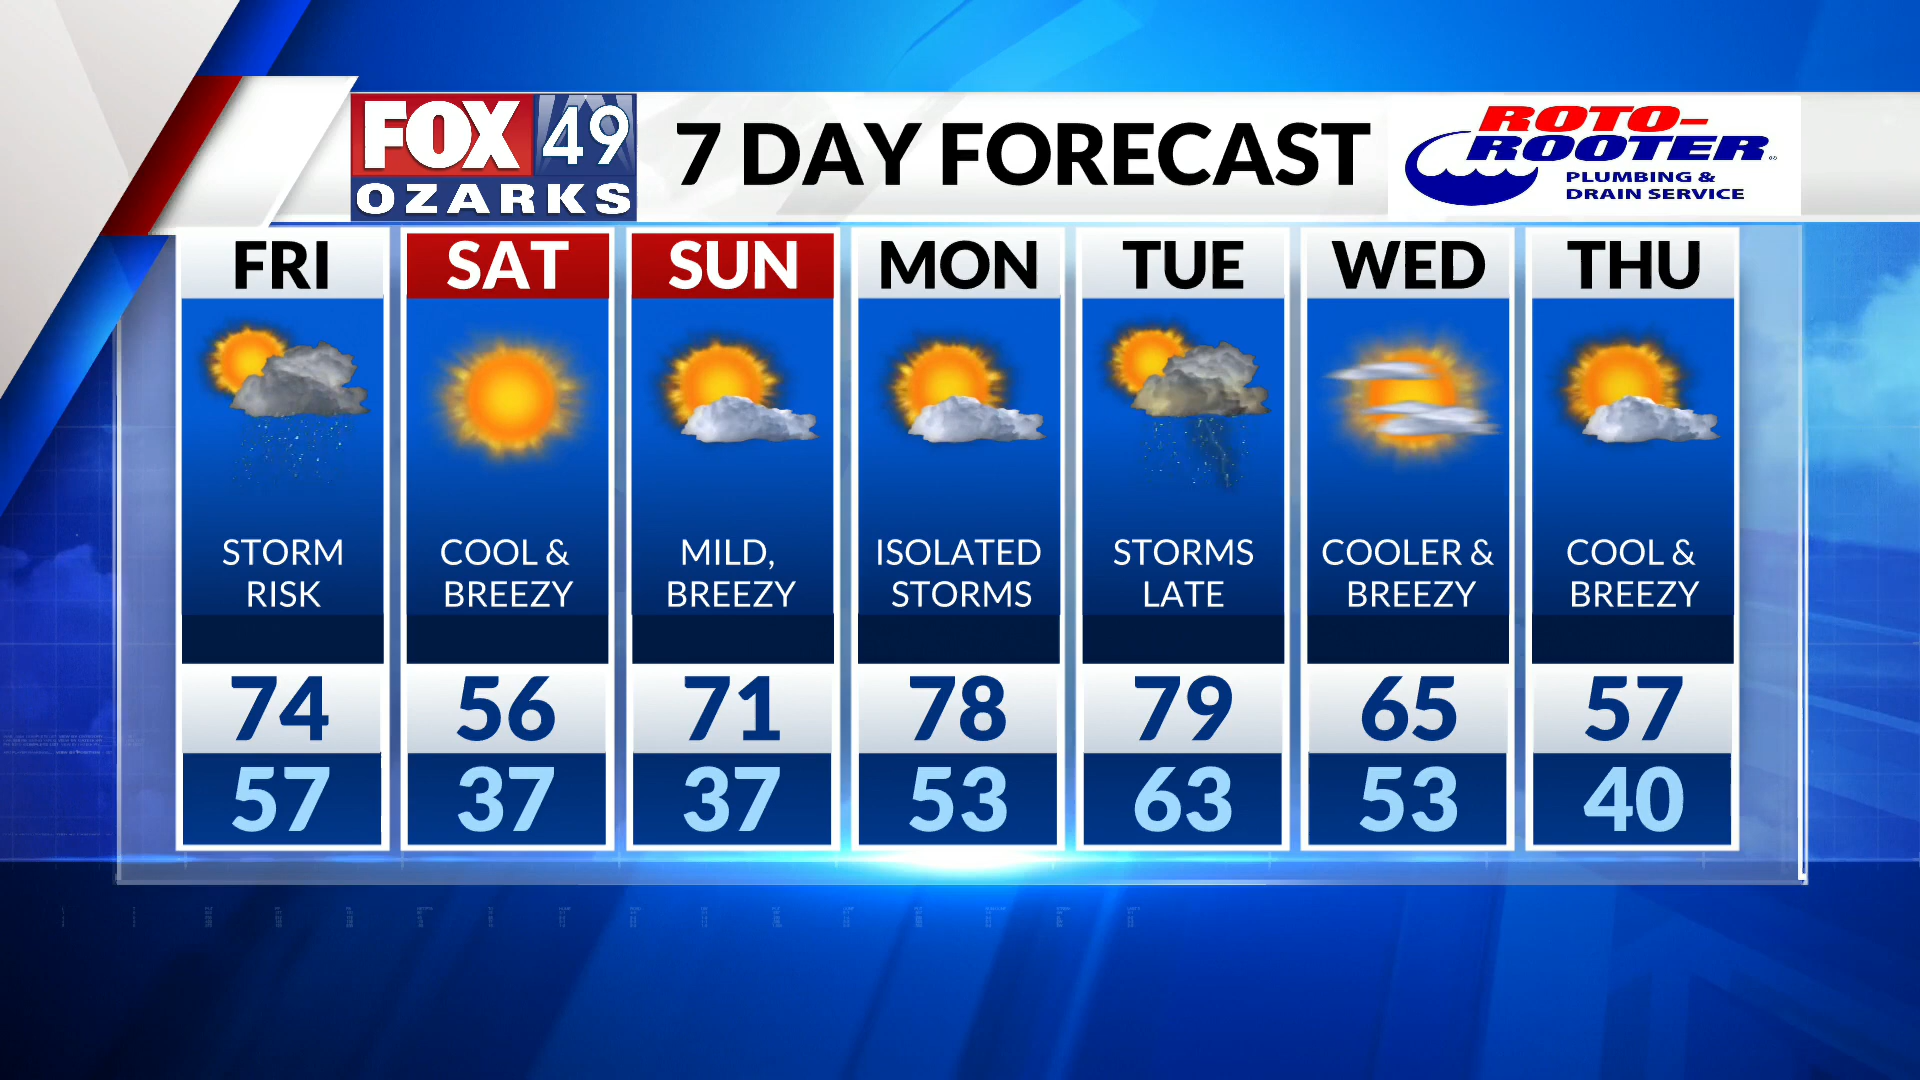 FOX 49
OZARKS
7 DAY FORECAST
ROTO-
ROOTER
PLUMBING &
DRAIN SERVICE
FRI
STORM
RISK
74
57
SAT
COOL &
BREEZY
56
37
SUN
MILD,
BREEZY
71
37
MON
ISOLATED
STORMS
78
53
TUE
STORMS
LATE
79
63
WED
COOLER &
BREEZY
65
53
THU
COOL &
BREEZY
57
40